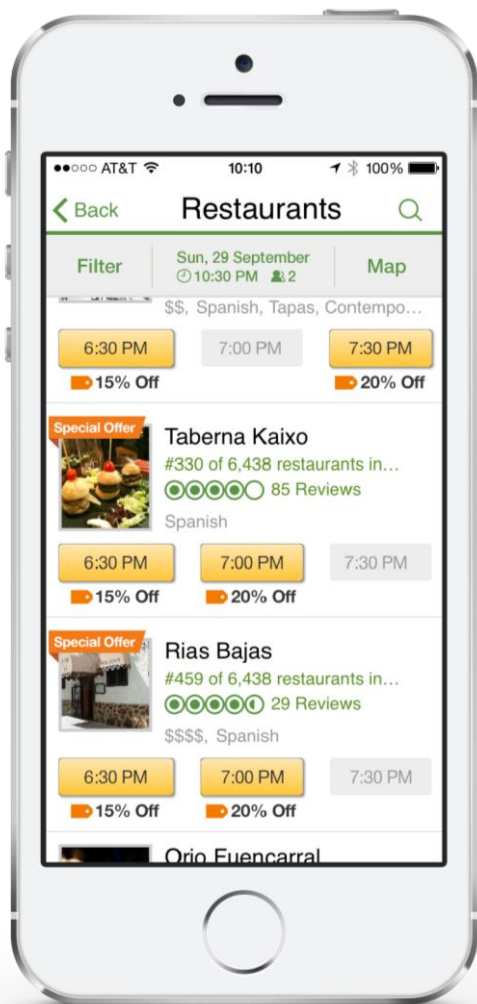 AT&T 10:10 100%
Back Restaurants
Filter Sun, 29 September Map
10:30 PM 2
$$, Spanish, Tapas, Contempo...
6:30 PM 7:00 PM 7:30 PM
15% Off 20% Off
Special Offer
Taberna Kaixo
#330 of 6,438 restaurants in...
85 Reviews
Spanish
6:30 PM 7:00 PM 7:30 PM
15% Off 20% Off
Special Offer
Rias Bajas
#459 of 6,438 restaurants in...
29 Reviews
$$$$, Spanish
6:30 PM 7:00 PM 7:30 PM
15% Off 20% Off
Orio Fuencarral